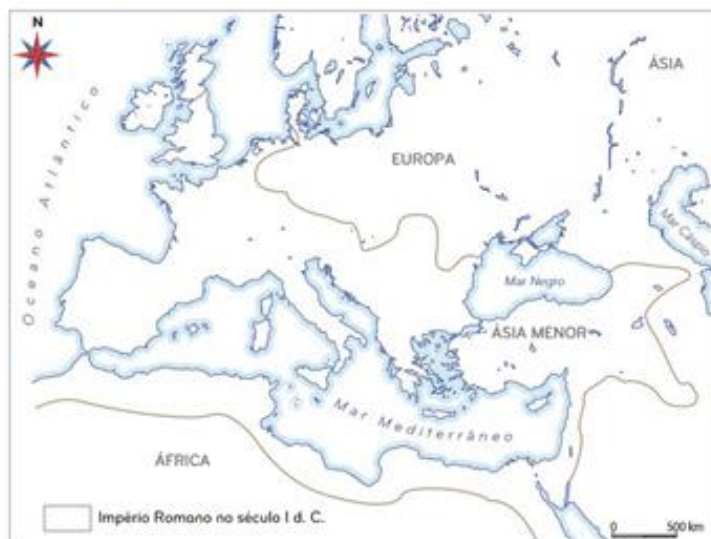 N
ÁSIA
Oceano Atlântico
EUROPA
Mar Cáspio
Mar Negro
ÁSIA MENOR
Mar Mediterrâneo
ÁFRICA
Império Romano no século I d. C.
0 500 km